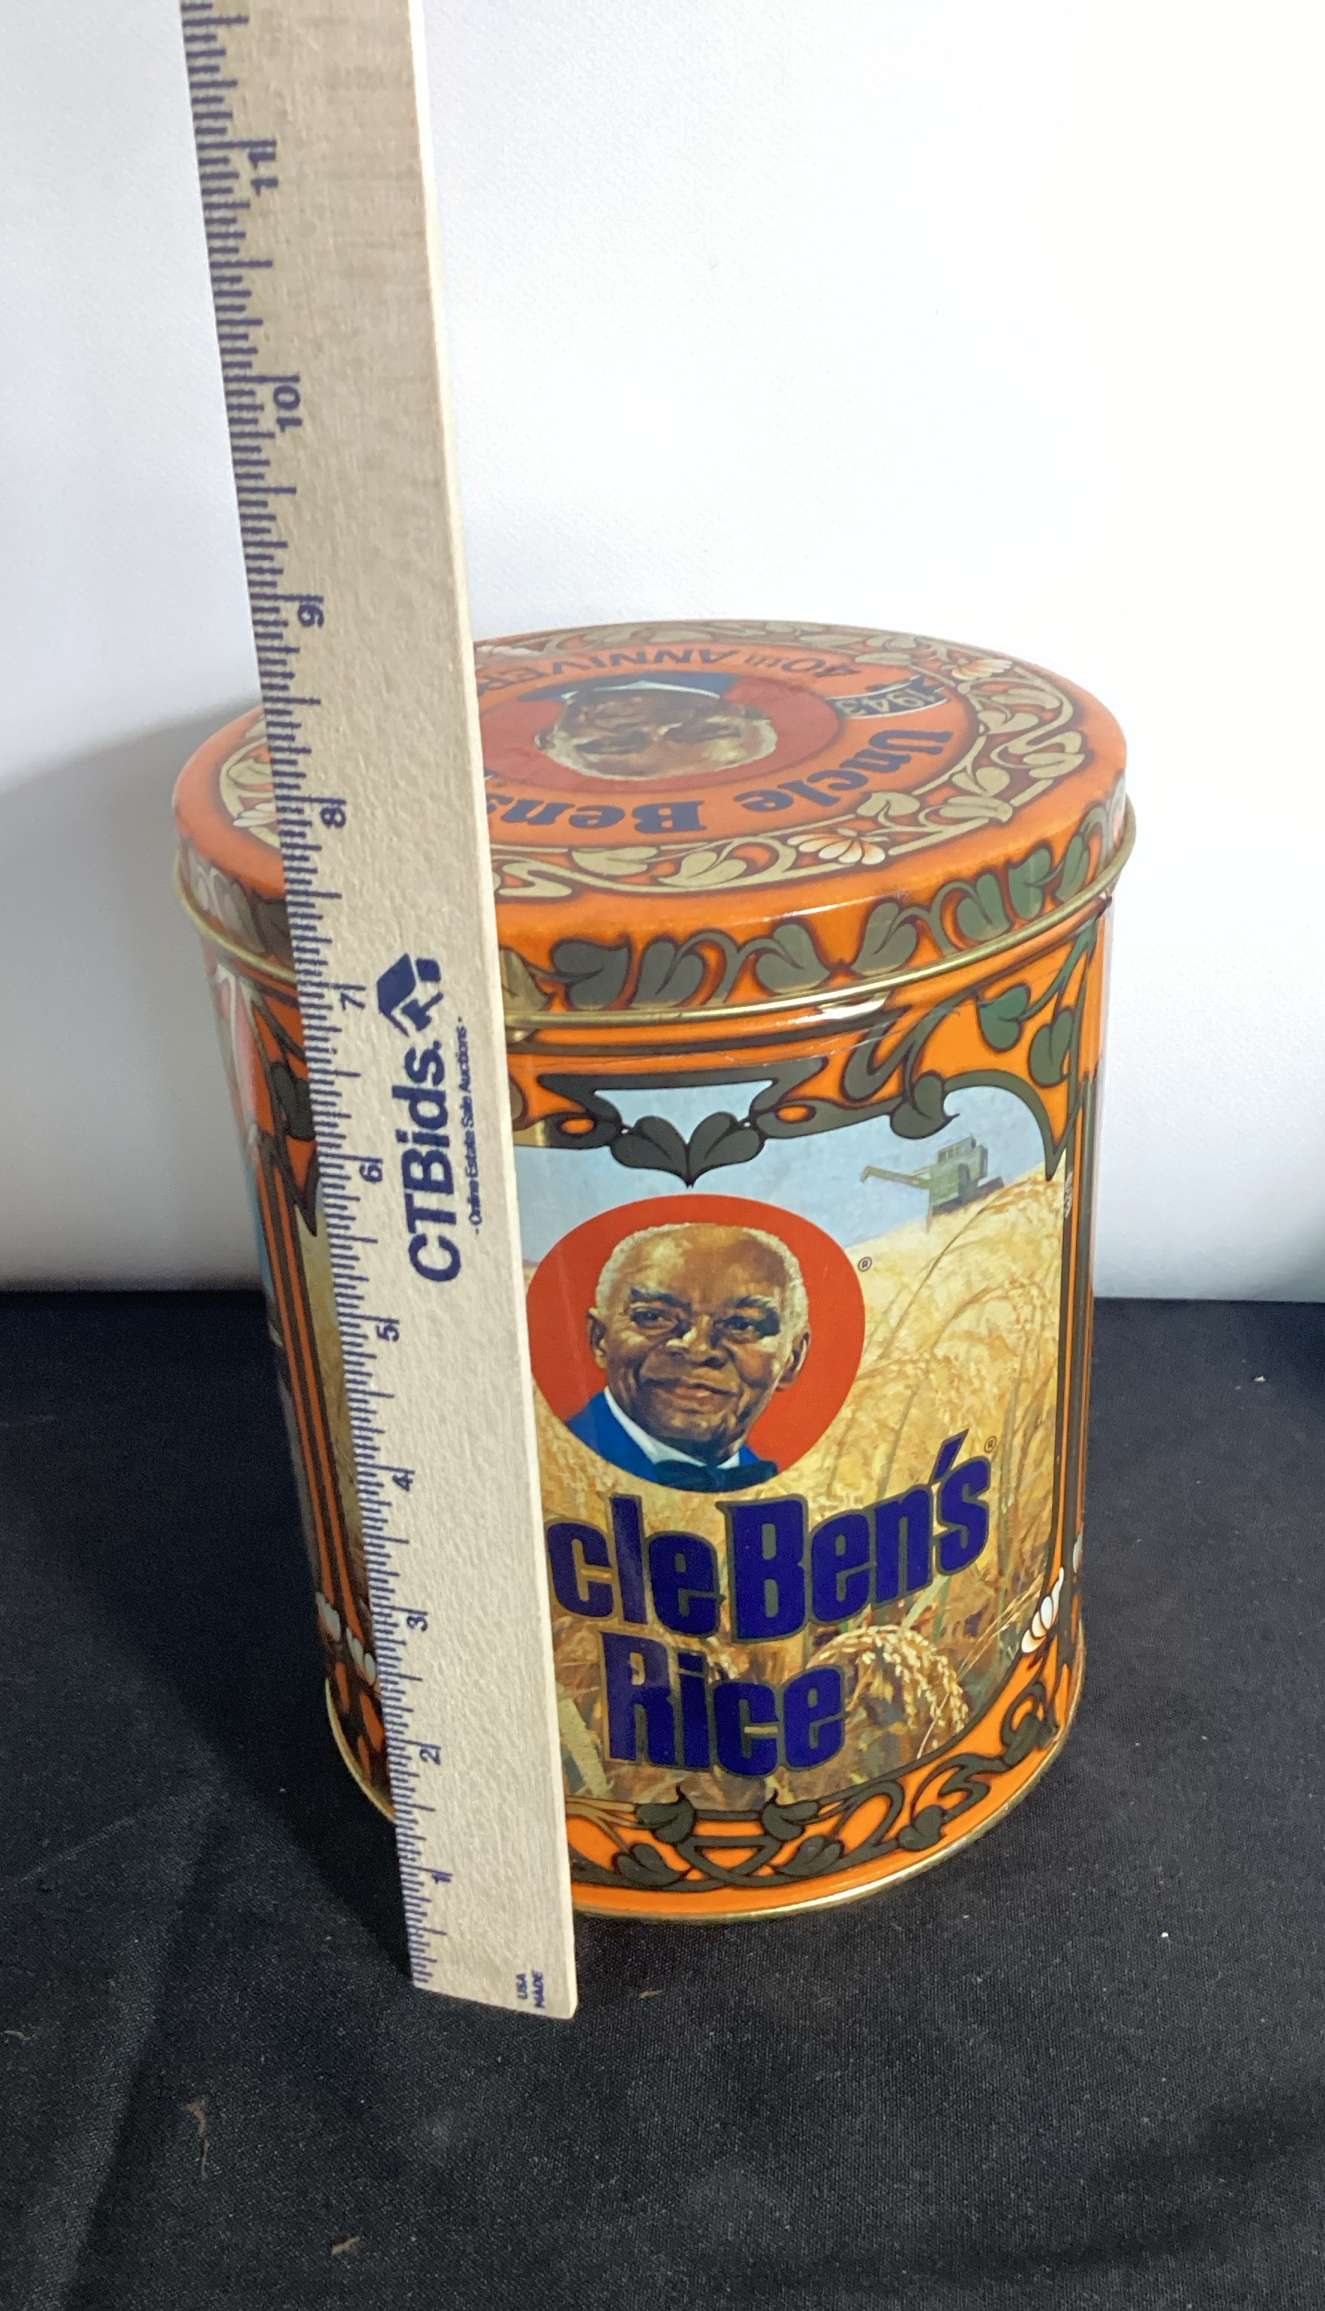 11
10
9
8
7
6
5
4
3
2
1
CTBids.
- Online Estate Sale Auctions -
USA
MADE
40TH ANNIVER
1943
Uncle Ben's
®
cle Ben's®
Rice